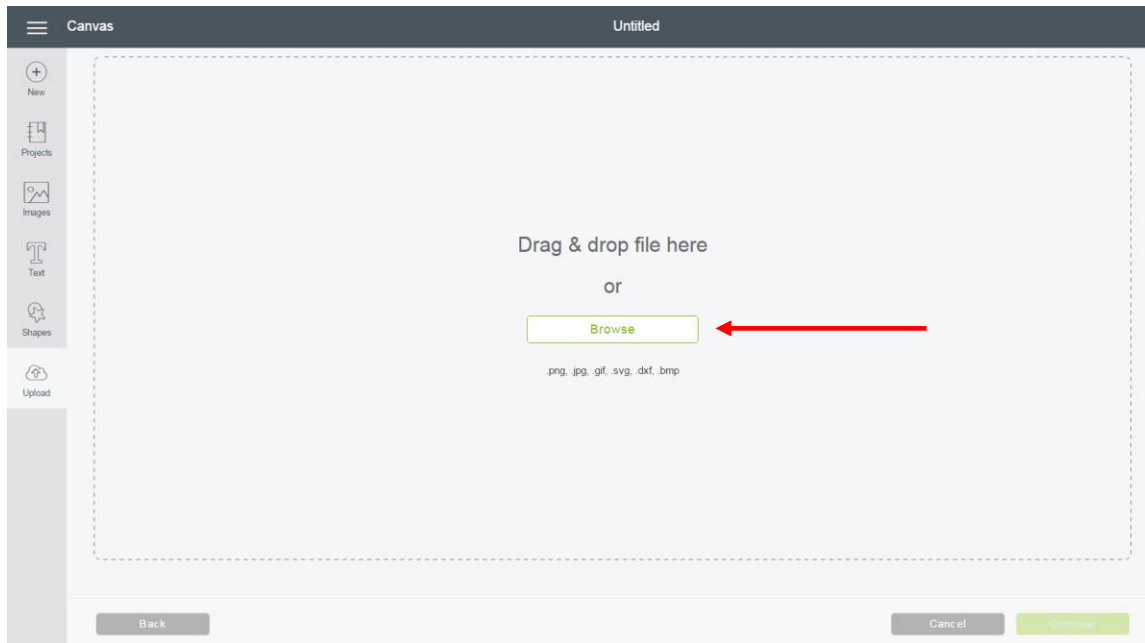 Canvas
Untitled
New
Projects
Images
Text
Shapes
Upload
Drag & drop file here
or
Browse
.png, .jpg, .gif, .svg, .dxf, .bmp
Back
Cancel
Continue